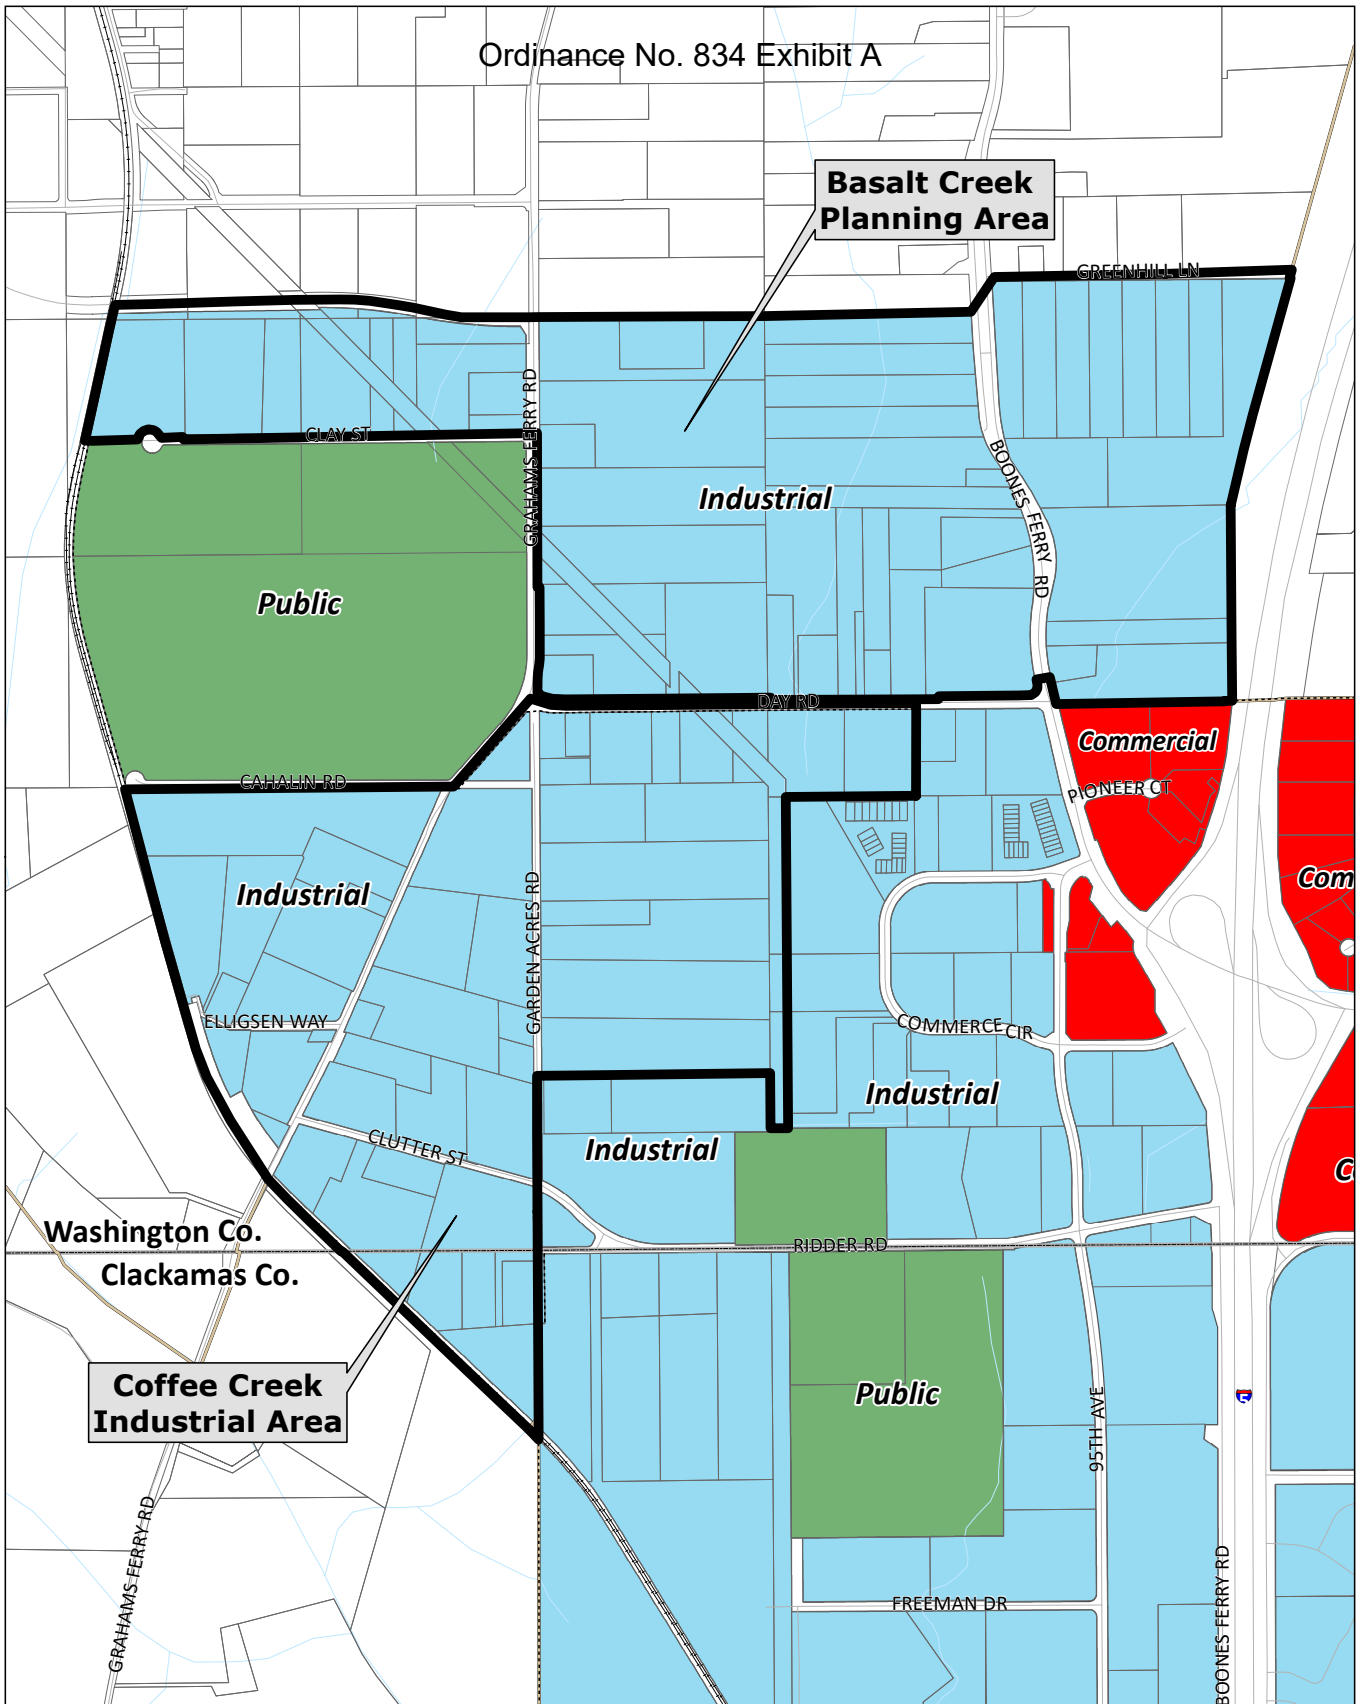 Ordinance No. 834 Exhibit A
Basalt Creek
Planning Area
GREENHILL LN
GRAHAMS FERRY RD
CLAY ST
BOONES FERRY RD
Industrial
Public
DAY RD
Commercial
CAHALIN RD
PIONEER CT
Industrial
Com
GARDEN ACRES RD
ELLIGSEN WAY
COMMERCE CIR
Industrial
CLUTTER ST
Industrial
C
Washington Co.
RIDDER RD
Clackamas Co.
Coffee Creek
Industrial Area
Public
95TH AVE
5
GRAHAMS FERRY RD
BOONES FERRY RD
FREEMAN DR